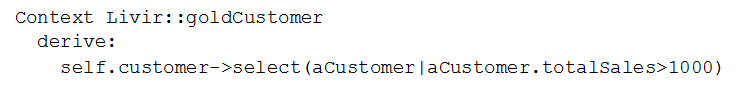 Context Livir::goldCustomer
derive:
self.customer->select(aCustomer|aCustomer.totalSales>1000)